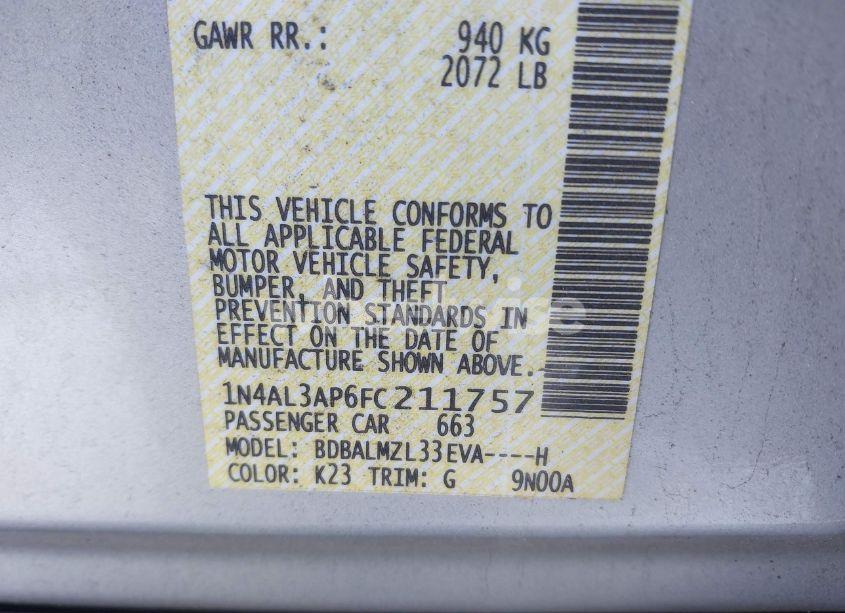 GAWR RR.: 940 KG
2072 LB
THIS VEHICLE CONFORMS TO
ALL APPLICABLE FEDERAL
MOTOR VEHICLE SAFETY,
BUMPER, AND THEFT
PREVENTION STANDARDS IN
EFFECT ON THE DATE OF
MANUFACTURE SHOWN ABOVE.
1N4AL3AP6FC211757
PASSENGER CAR 663
MODEL: BDBALMZL33EVA----H
COLOR: K23 TRIM: G 9N00A